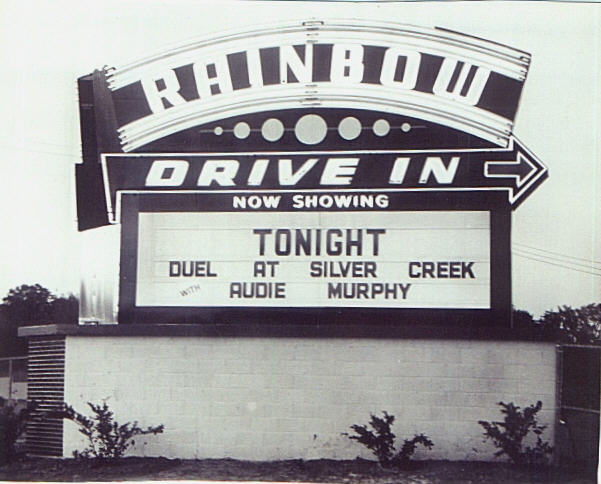 RAINBOW
DRIVE IN
NOW SHOWING
TONIGHT
DUEL AT SILVER CREEK
WITH AUDIE MURPHY